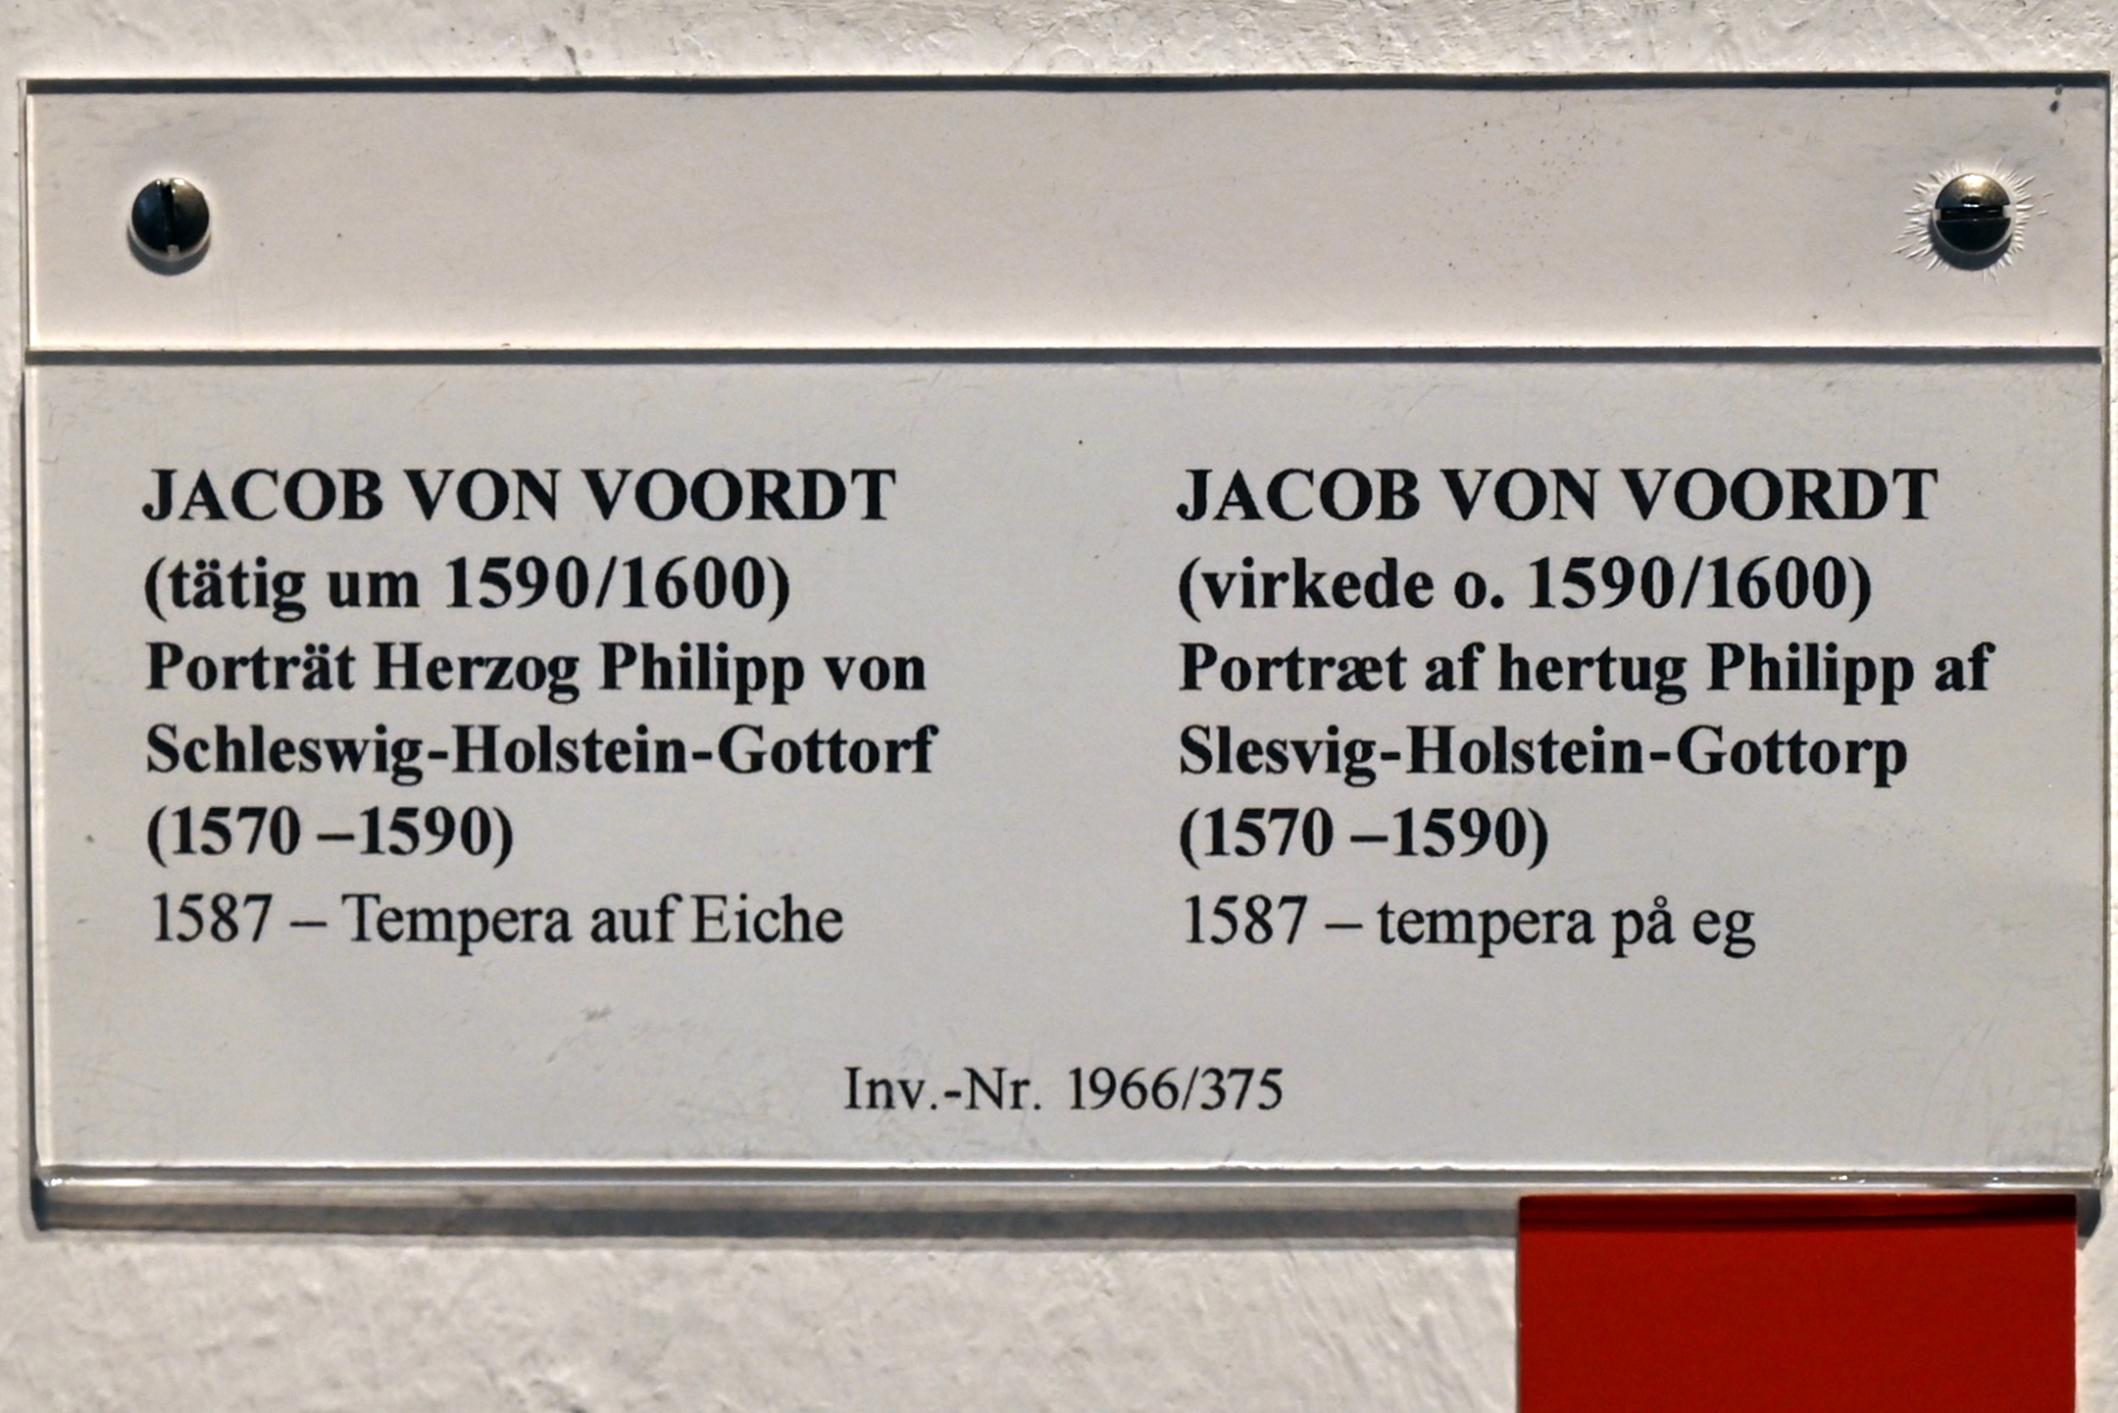 JACOB VON VOORDT
(tätig um 1590/1600)
Porträt Herzog Philipp von
Schleswig-Holstein-Gottorf
(1570 –1590)
1587 – Tempera auf Eiche
JACOB VON VOORDT
(virkede o. 1590/1600)
Portræt af hertug Philipp af
Slesvig-Holstein-Gottorp
(1570 –1590)
1587 – tempera på eg
Inv.-Nr. 1966/375